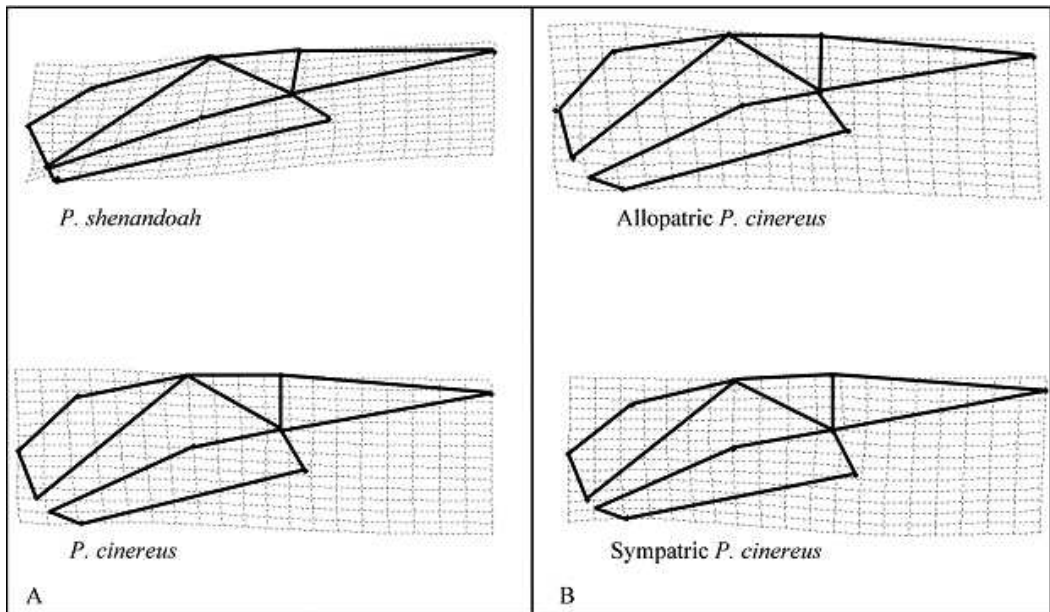 P. shenandoah
P. cinereus
A
Allopatric P. cinereus
Sympatric P. cinereus
B